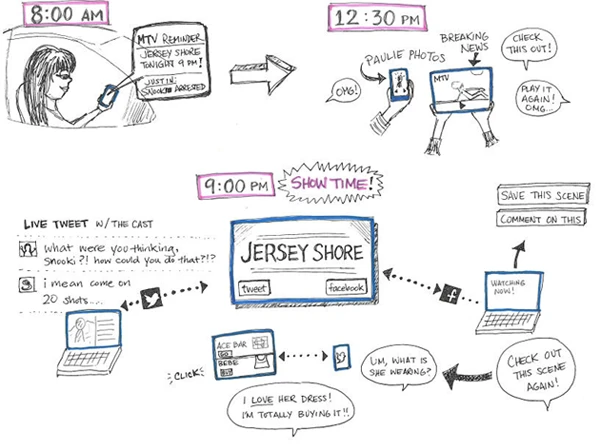 8:00 AM
MTV REMINDER
JERSEY SHORE
TONIGHT 9 PM!
JUST IN:
SNOOKI ARRESTED
12:30 PM
BREAKING
NEWS
PAULIE PHOTOS
CHECK
THIS OUT!
OMG!
MTV
PLAY IT
AGAIN!
OMG...
9:00 PM
SHOW TIME!
SAVE THIS SCENE
COMMENT ON THIS
LIVE TWEET W/THE CAST
what were you thinking,
Snooki?! how could you do that?!?
i mean come on
20 shots....
JERSEY SHORE
tweet
facebook
f
WATCHING
NOW!
ACE BAR
GO
BEBE
BUY
CLICK
UM, WHAT IS
SHE WEARING?
CHECK OUT
THIS SCENE
AGAIN!
I LOVE HER DRESS!
I'M TOTALLY BUYING IT!!